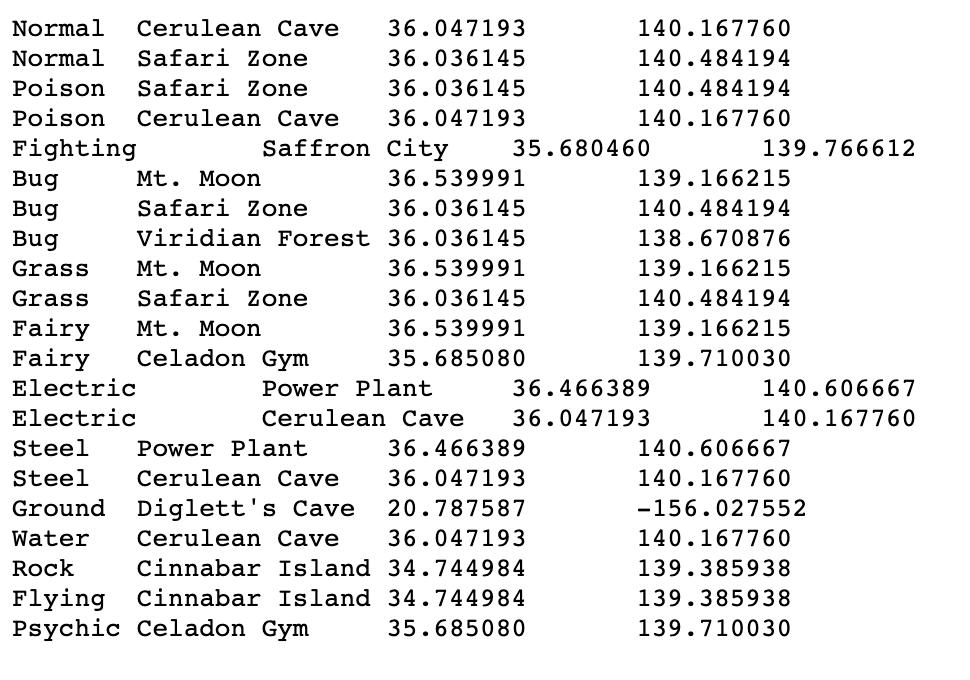 Normal Cerulean Cave 36.047193 140.167760
Normal Safari Zone 36.036145 140.484194
Poison Safari Zone 36.036145 140.484194
Poison Cerulean Cave 36.047193 140.167760
Fighting Saffron City 35.680460 139.766612
Bug Mt. Moon 36.539991 139.166215
Bug Safari Zone 36.036145 140.484194
Bug Viridian Forest 36.036145 138.670876
Grass Mt. Moon 36.539991 139.166215
Grass Safari Zone 36.036145 140.484194
Fairy Mt. Moon 36.539991 139.166215
Fairy Celadon Gym 35.685080 139.710030
Electric Power Plant 36.466389 140.606667
Electric Cerulean Cave 36.047193 140.167760
Steel Power Plant 36.466389 140.606667
Steel Cerulean Cave 36.047193 140.167760
Ground Diglett's Cave 20.787587 -156.027552
Water Cerulean Cave 36.047193 140.167760
Rock Cinnabar Island 34.744984 139.385938
Flying Cinnabar Island 34.744984 139.385938
Psychic Celadon Gym 35.685080 139.710030